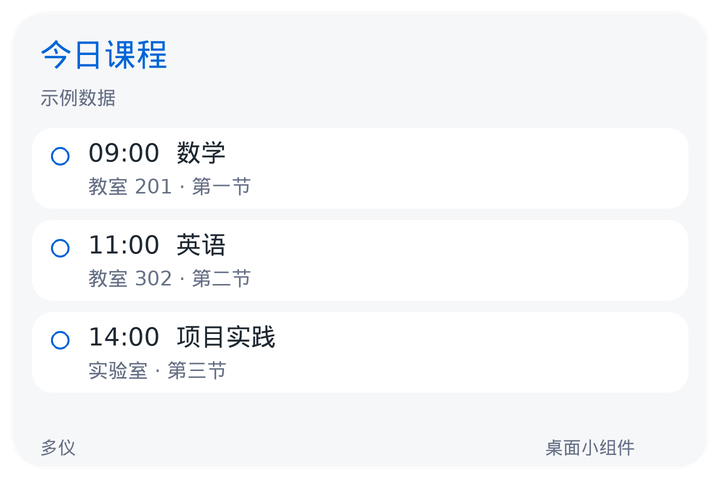 今日课程
示例数据
09:00 数学
教室 201 · 第一节
11:00 英语
教室 302 · 第二节
14:00 项目实践
实验室 · 第三节
多仪
桌面小组件